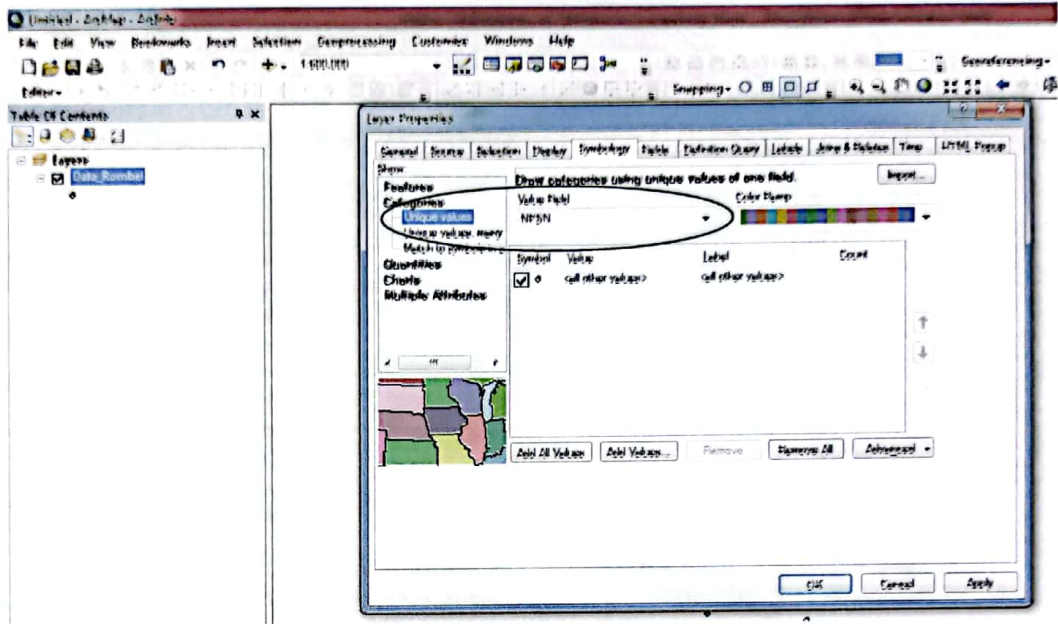 Untitled - ArcMap - ArcInfo
File Edit View Bookmarks Insert Selection Geoprocessing Customize Windows Help
1:600.000
Georeferencing
Editor
Snapping
Table Of Contents
Layers
Data_Rombel
Layer Properties
General Source Selection Display Symbology Fields Definition Query Labels Joins & Relates Time HTML Popup
Show
Features
Categories
Unique values
Unique values, many
Match to symbols in a
Quantities
Charts
Multiple Attributes
Draw categories using unique values of one field.
Import...
Value Field
Color Ramp
NPSN
Symbol Value Label Count
<all other values> <all other values>
Add All Values Add Values... Remove Remove All Advanced
OK Cancel Apply